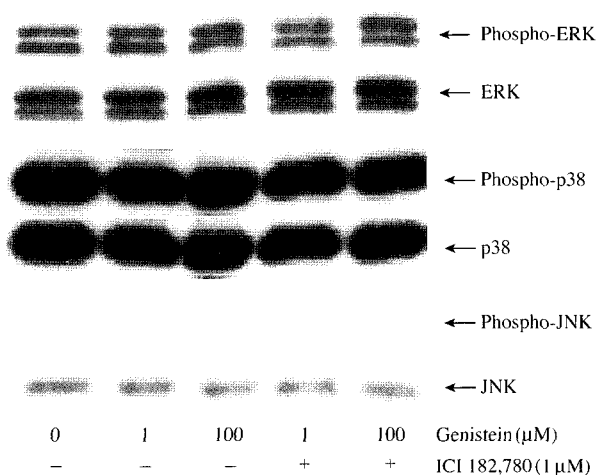 Phospho-ERK
ERK
Phospho-p38
p38
Phospho-JNK
JNK
0 1 100 1 100 Genistein (µM)
– – – + + ICI 182,780 (1 µM)